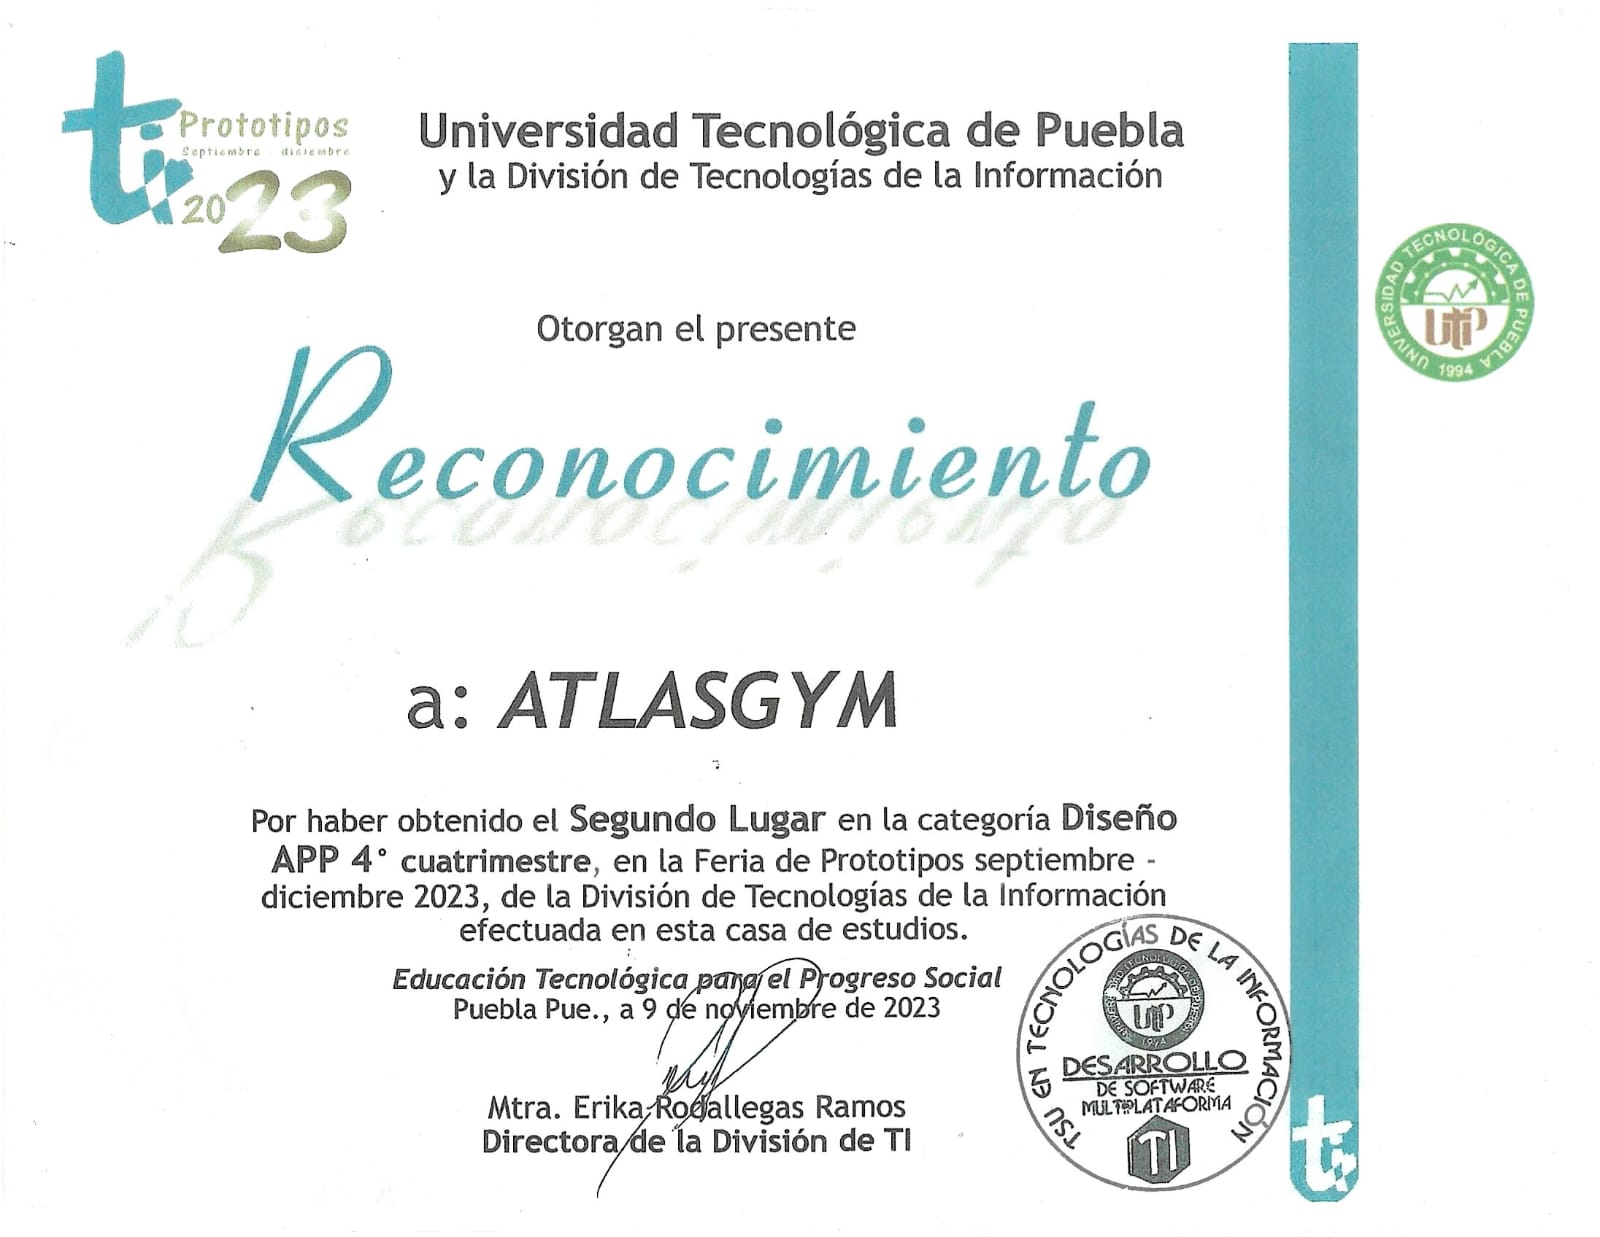 ti Prototipos
Septiembre - diciembre
2023
Universidad Tecnológica de Puebla
y la División de Tecnologías de la Información
UNIVERSIDAD TECNOLÓGICA DE PUEBLA
UTP
1994
Otorgan el presente
Reconocimiento
a: ATLASGYM
Por haber obtenido el Segundo Lugar en la categoría Diseño
APP 4° cuatrimestre, en la Feria de Prototipos septiembre -
diciembre 2023, de la División de Tecnologías de la Información
efectuada en esta casa de estudios.
Educación Tecnológica para el Progreso Social
Puebla Pue., a 9 de noviembre de 2023
Mtra. Erika Rodallegas Ramos
Directora de la División de TI
TSU EN TECNOLOGÍAS DE LA INFORMACIÓN
UNIVERSIDAD TECNOLÓGICA DE PUEBLA
UTP
1994
DESARROLLO
DE SOFTWARE
MULTIPLATAFORMA
TI
ti